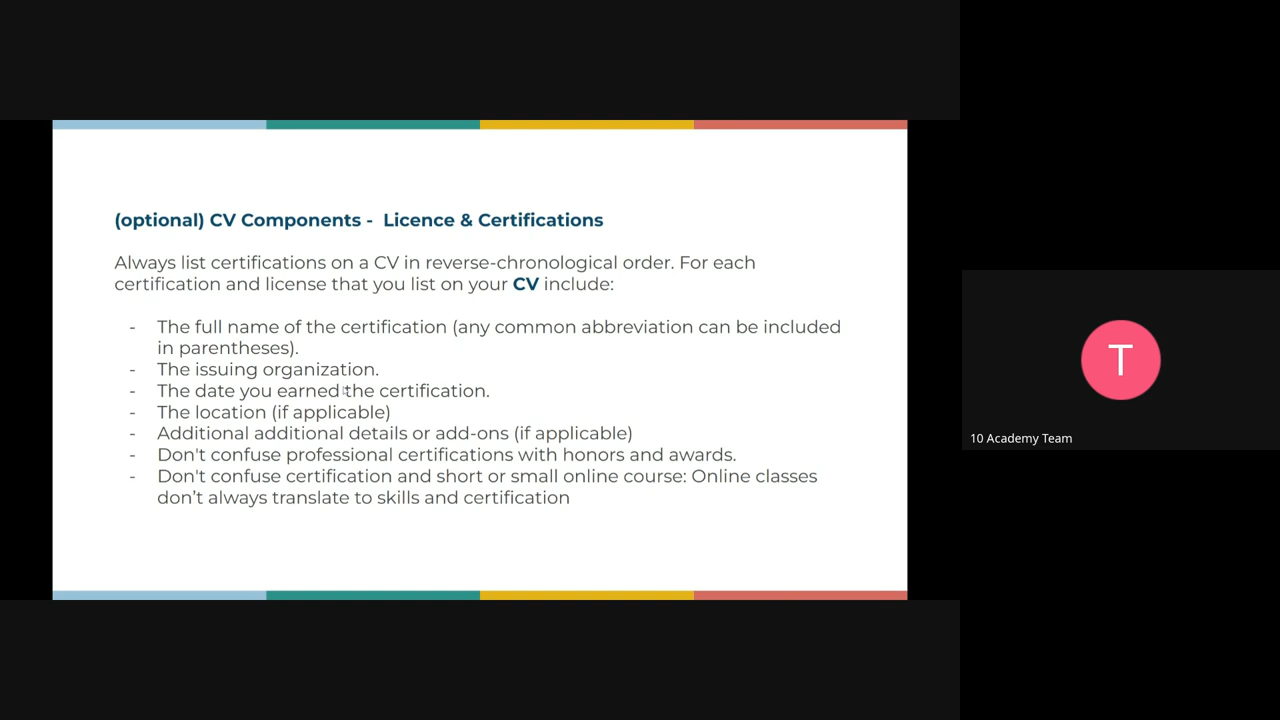 (optional) CV Components -  Licence & Certifications
Always list certifications on a CV in reverse-chronological order. For each
certification and license that you list on your CV include:
- The full name of the certification (any common abbreviation can be included
in parentheses).
- The issuing organization.
- The date you earned the certification.
- The location (if applicable)
- Additional additional details or add-ons (if applicable)
- Don't confuse professional certifications with honors and awards.
- Don't confuse certification and short or small online course: Online classes
don’t always translate to skills and certification
T
10 Academy Team